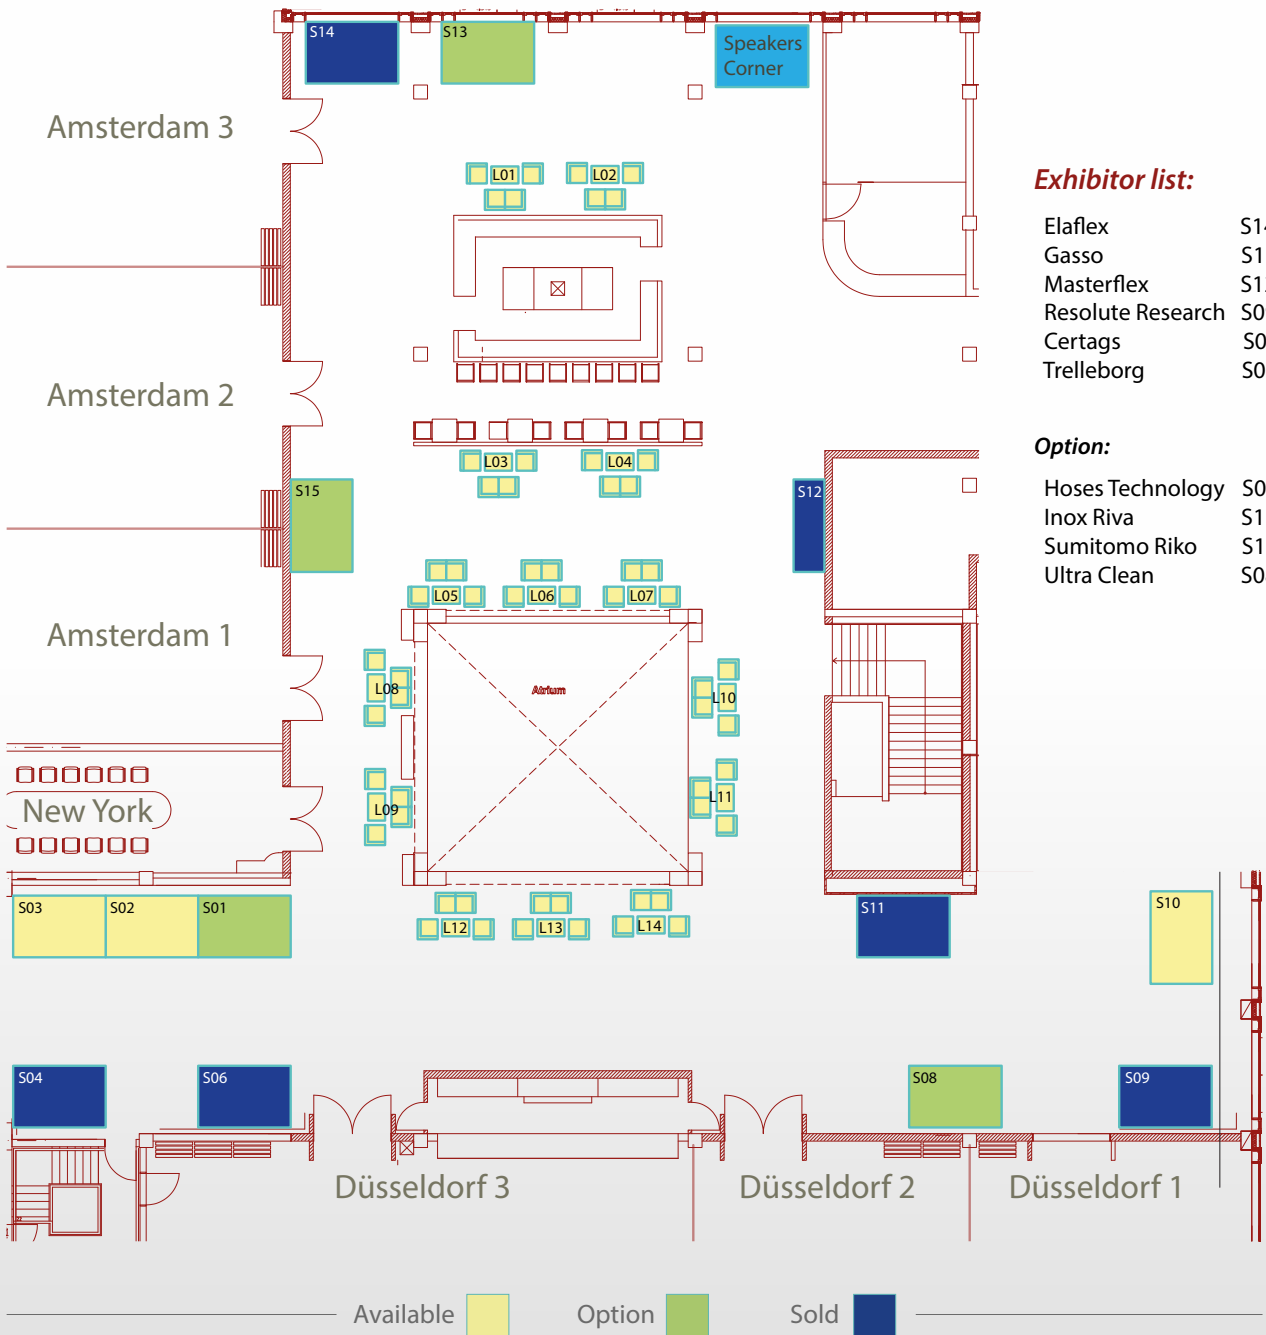 S14
S13
Speakers
Corner
Amsterdam 3
L01
L02
Exhibitor list:
Elaflex
Gasso
Masterflex
Resolute Research
Certags
Trelleborg
Amsterdam 2
L03
L04
Option:
Hoses Technology
Inox Riva
Sumitomo Riko
Ultra Clean
S15
S12
L05
L06
L07
Amsterdam 1
L08
Atrium
L10
L09
L11
New York
S03
S02
S01
L12
L13
L14
S11
S10
S04
S06
S08
S09
Düsseldorf 3
Düsseldorf 2
Düsseldorf 1
Available
Option
Sold